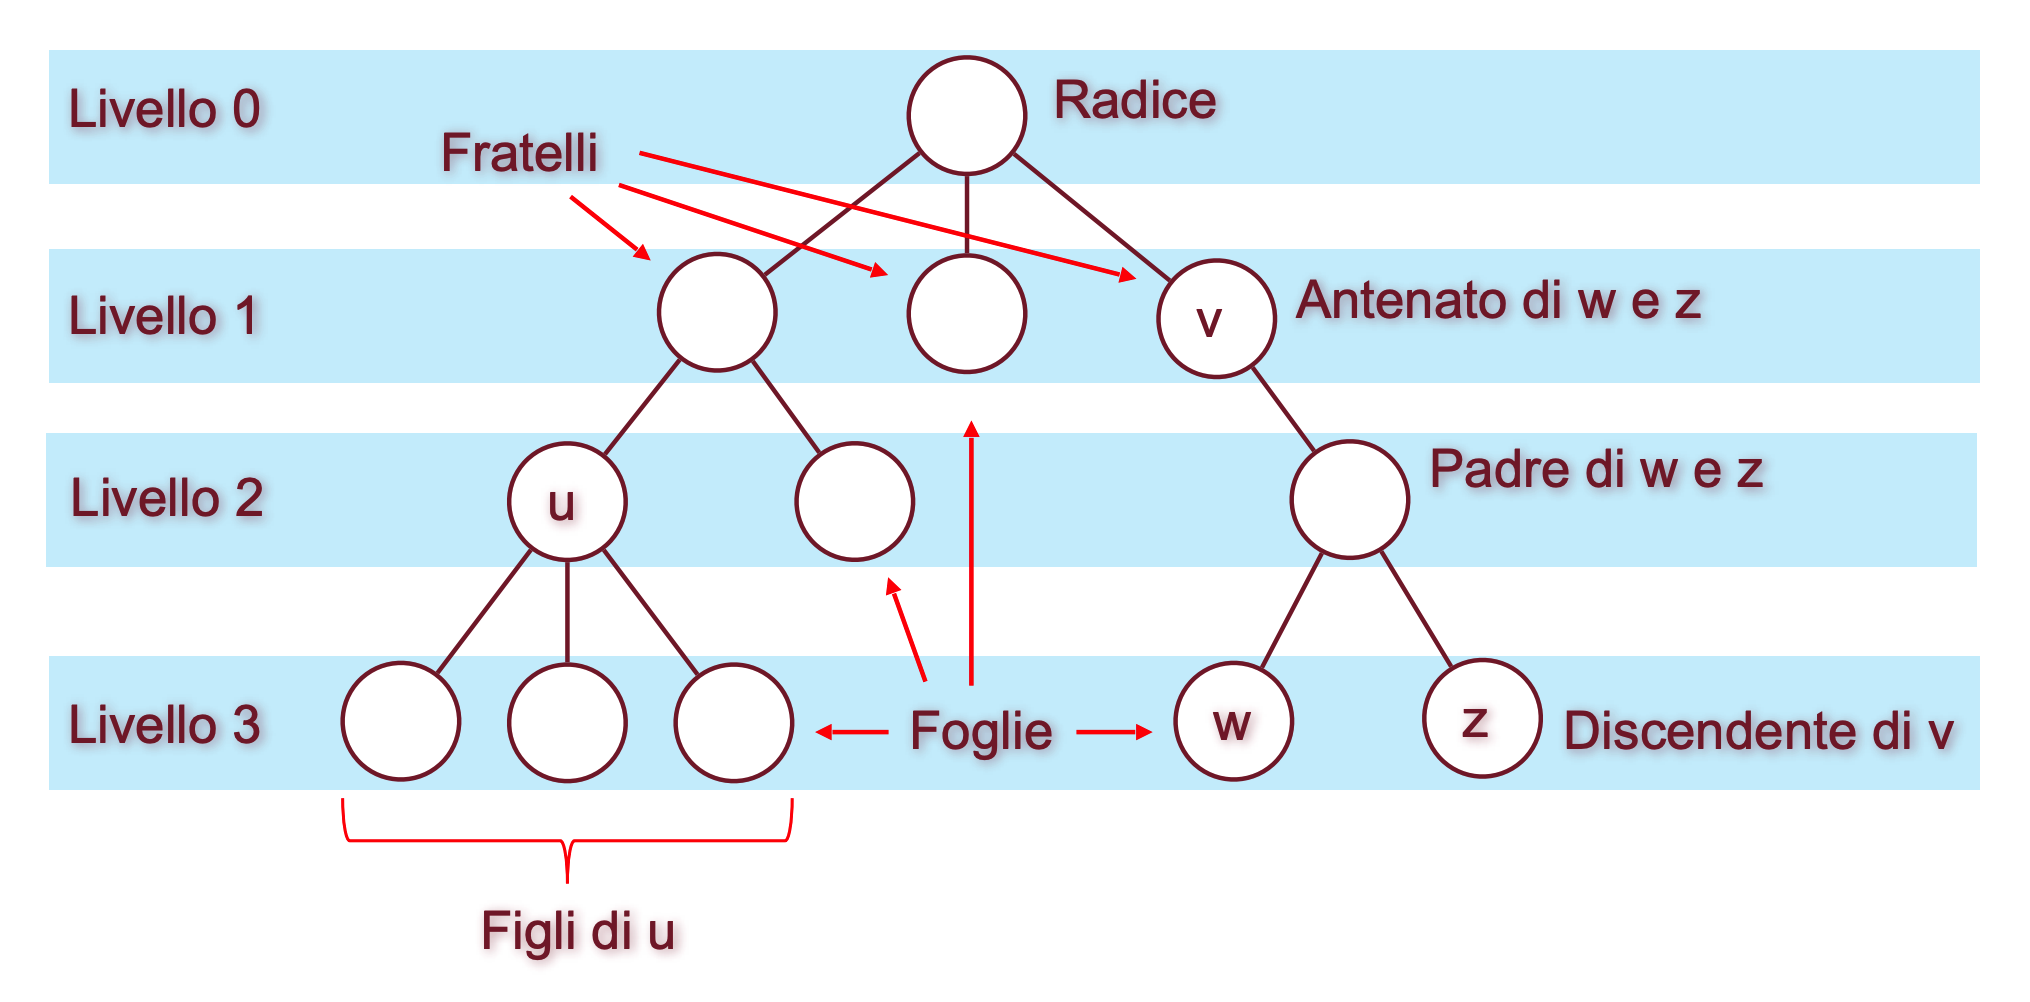 Livello 0
Radice
Fratelli
Livello 1
v
Antenato di w e z
Livello 2
u
Padre di w e z
Livello 3
Foglie
w
z
Discendente di v
Figli di u